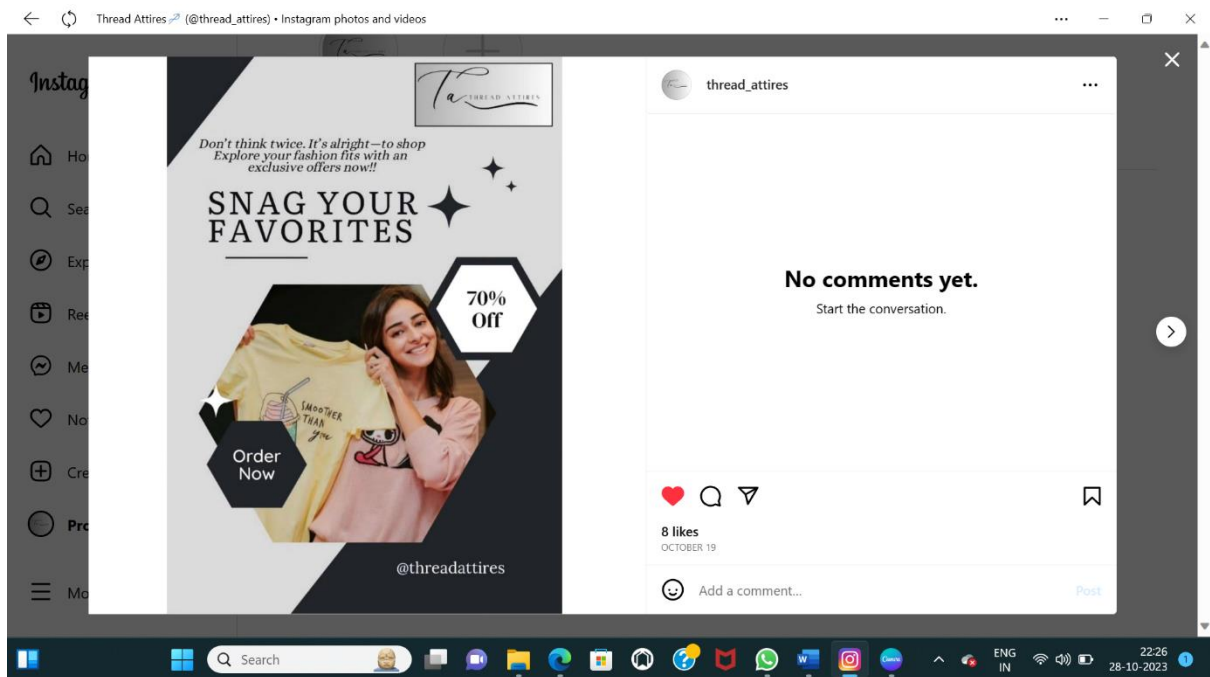 Thread Attires (@thread_attires) • Instagram photos and videos
Instag
Ho
Sea
Exp
Ree
Me
No
Cre
Pro
Mo
Ta
THREAD ATTIRES
Don't think twice. It's alright—to shop
Explore your fashion fits with an
exclusive offers now!!
SNAG YOUR
FAVORITES
70%
Off
SMOOTHER
THAN
you
Order
Now
@threadattires
thread_attires
No comments yet.
Start the conversation.
8 likes
OCTOBER 19
Add a comment...
Post
Search
ENG
IN
22:26
28-10-2023
1